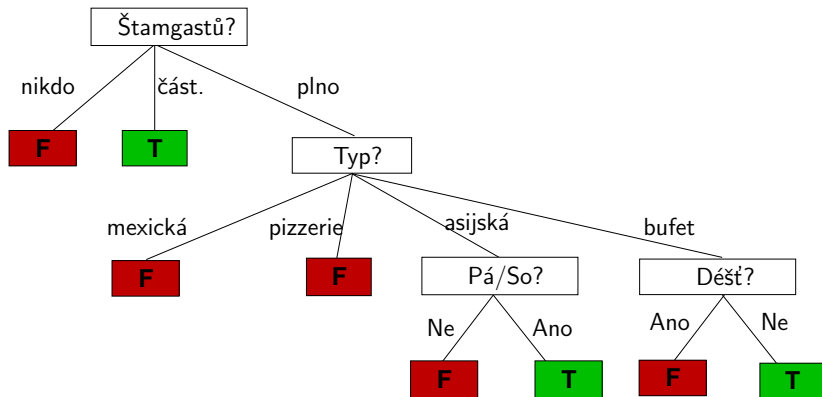 Štamgastů?
nikdo
část.
plno
F
T
Typ?
mexická
pizzerie
asijská
bufet
F
F
Pá/So?
Déšť?
Ne
Ano
Ano
Ne
F
T
F
T